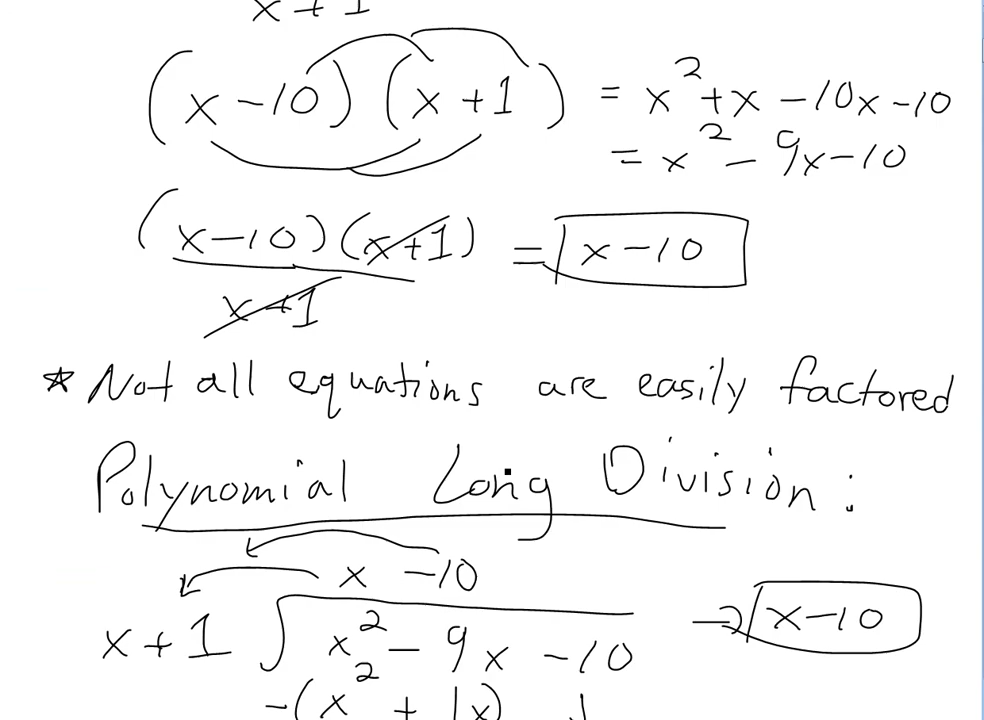 x + 1
(x - 10) (x + 1) = x² + x - 10x - 10
= x² - 9x - 10
(x - 10)(x + 1) = x - 10
x + 1
* Not all equations are easily factored
Polynomial Long Division:
x - 10
x + 1 √ x² - 9x - 10 → x - 10
-(x² + 1x) ↓